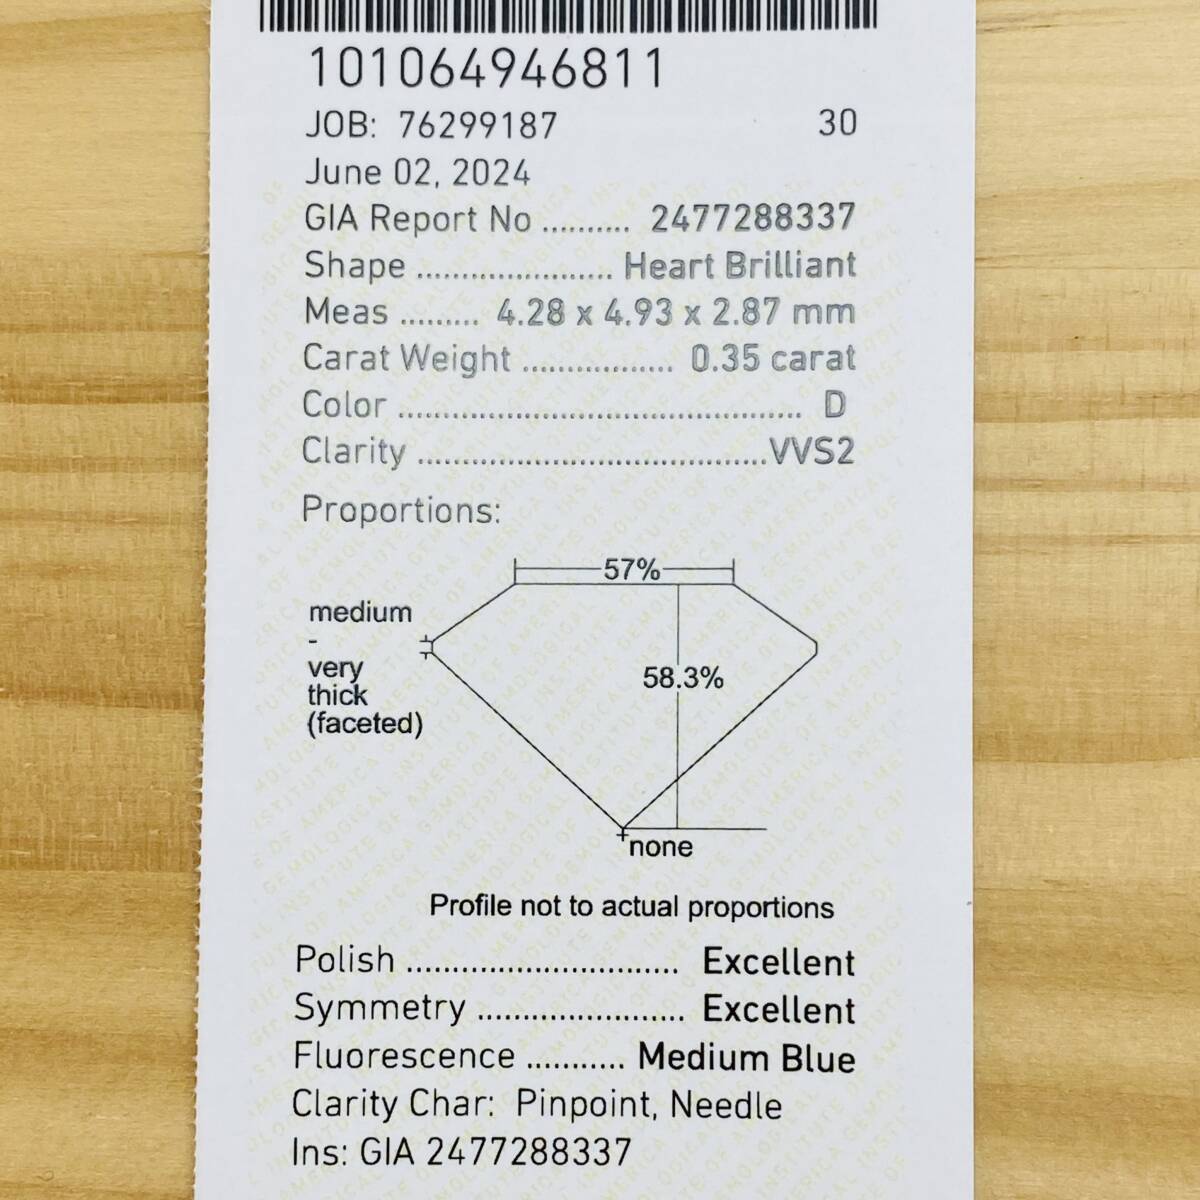 101064946811
JOB: 76299187 30
June 02, 2024
GIA Report No .......... 2477288337
Shape ...................... Heart Brilliant
Meas ......... 4.28 x 4.93 x 2.87 mm
Carat Weight ................. 0.35 carat
Color ............................................. D
Clarity .......................................VVS2
Proportions:
57%
medium
-
very
thick
(faceted)
58.3%
none
Profile not to actual proportions
Polish .............................. Excellent
Symmetry ....................... Excellent
Fluorescence ........... Medium Blue
Clarity Char: Pinpoint, Needle
Ins: GIA 2477288337